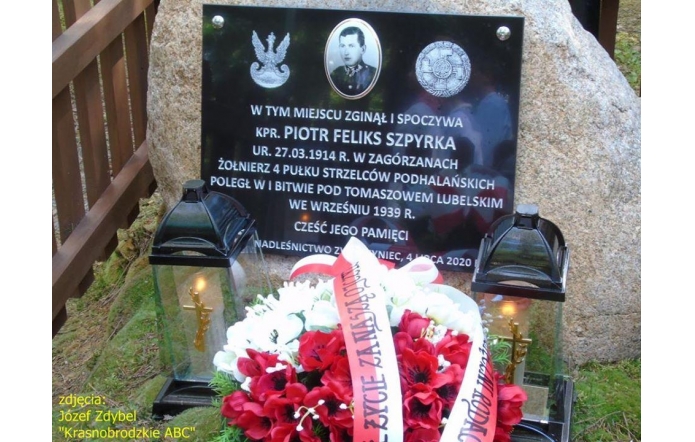 W TYM MIEJSCU ZGINĄŁ I SPOCZYWA
KPR. PIOTR FELIKS SZPYRKA
UR. 27.03.1914 R. W ZAGÓRZANACH
ŻOŁNIERZ 4 PUŁKU STRZELCÓW PODHALAŃSKICH
POLEGŁ W I BITWIE POD TOMASZOWEM LUBELSKIM
WE WRZEŚNIU 1939 R.
CZEŚĆ JEGO PAMIĘCI
NADLEŚNICTWO 4 LIPCA 2020
ŻYCIE ZA NASZĄ
zdjęcia:
Józef Zdybel
"Krasnobrodzkie ABC"